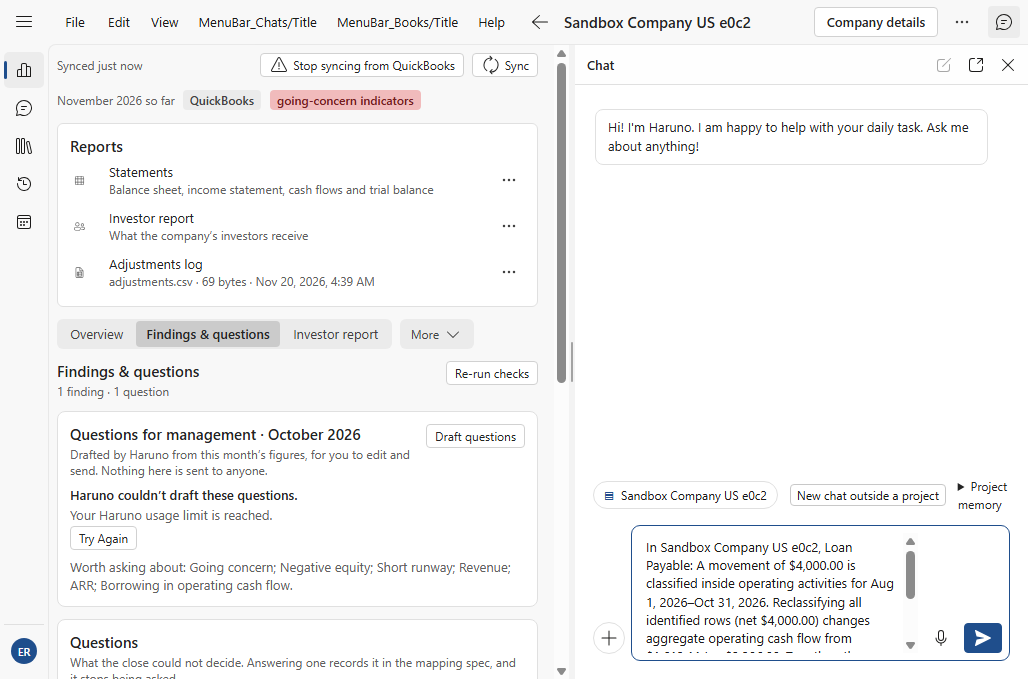 File Edit View MenuBar_Chats/Title MenuBar_Books/Title Help Sandbox Company US e0c2 Company details
Synced just now Stop syncing from QuickBooks Sync
November 2026 so far QuickBooks going-concern indicators
Reports
Statements
Balance sheet, income statement, cash flows and trial balance
Investor report
What the company’s investors receive
Adjustments log
adjustments.csv · 69 bytes · Nov 20, 2026, 4:39 AM
Overview Findings & questions Investor report More
Findings & questions Re-run checks
1 finding · 1 question
Questions for management · October 2026 Draft questions
Drafted by Haruno from this month’s figures, for you to edit and
send. Nothing here is sent to anyone.
Haruno couldn’t draft these questions.
Your Haruno usage limit is reached.
Try Again
Worth asking about: Going concern; Negative equity; Short runway; Revenue;
ARR; Borrowing in operating cash flow.
Questions
What the close could not decide. Answering one records it in the mapping spec, and
it stops being asked.
ER
Chat
Hi! I'm Haruno. I am happy to help with your daily task. Ask me
about anything!
Sandbox Company US e0c2 New chat outside a project Project
memory
In Sandbox Company US e0c2, Loan
Payable: A movement of $4,000.00 is
classified inside operating activities for Aug
1, 2026–Oct 31, 2026. Reclassifying all
identified rows (net $4,000.00) changes
aggregate operating cash flow from